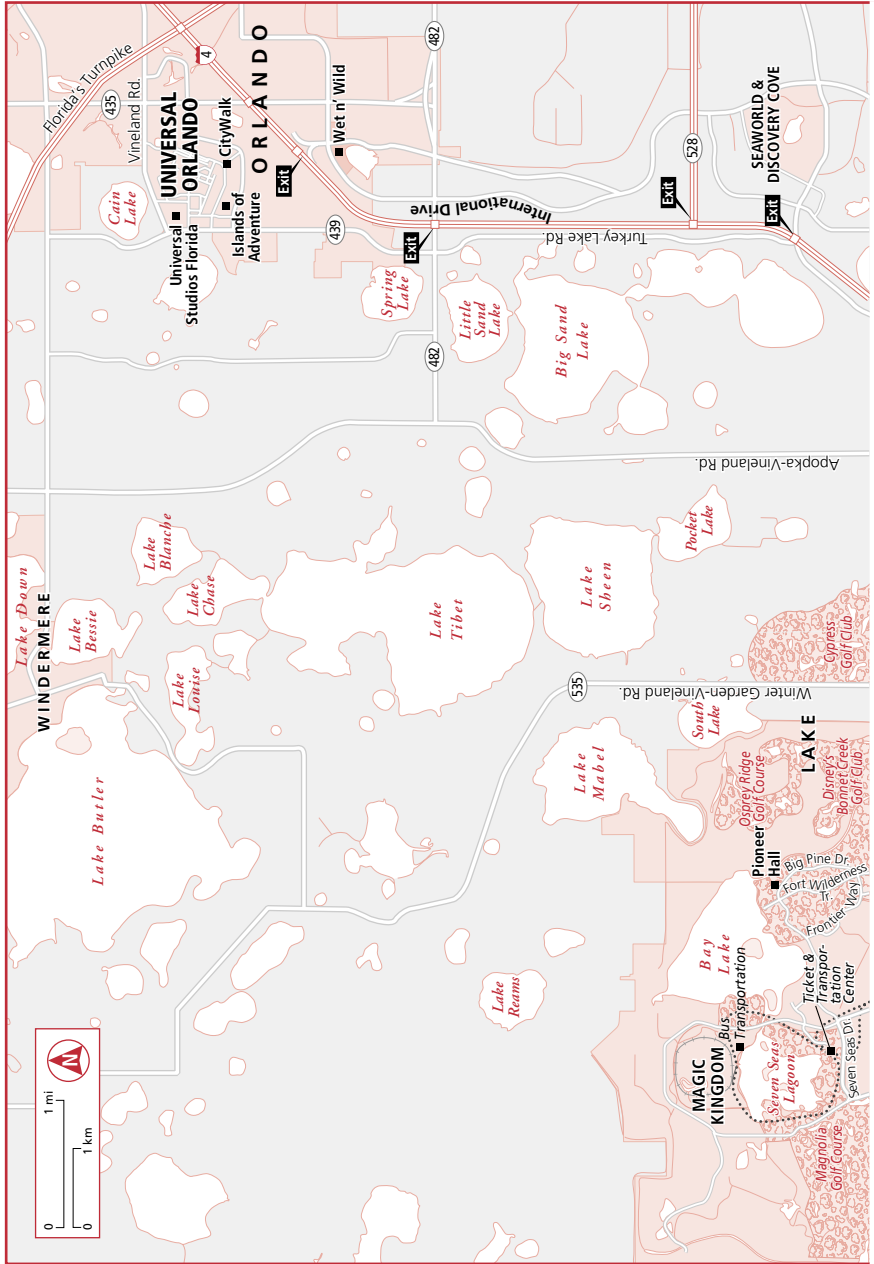 0
1 mi
0
1 km
N
Lake Butler
WINDERMERE
Lake Down
Lake
Bessie
Lake
Blanche
Lake
Chase
Lake
Louise
Lake
Tibet
Lake
Sheen
Pocket
Lake
Lake
Mabel
South
Lake
Lake
Reams
535
Winter Garden-Vineland Rd.
Apopka-Vineland Rd.
Florida's Turnpike
435
Vineland Rd.
4
Cain
Lake
UNIVERSAL
ORLANDO
Universal
Studios Florida
CityWalk
Islands of
Adventure
ORLANDO
Wet n' Wild
Exit
439
482
Exit
International Drive
Turkey Lake Rd.
Spring
Lake
Little
Sand
Lake
482
Big Sand
Lake
528
SEAWORLD &
DISCOVERY COVE
Exit
MAGIC
KINGDOM
Bus
Transportation
Seven Seas
Lagoon
Bay
Lake
Ticket &
Transpor-
tation
Center
Seven Seas Dr.
Magnolia
Golf Course
Pioneer
Hall
Big Pine Dr.
Fort Wilderness
Tr.
Frontier Way
Osprey Ridge
Golf Course
LAKE
Disney's
Bonnet Creek
Golf Club
Cypress
Golf Club